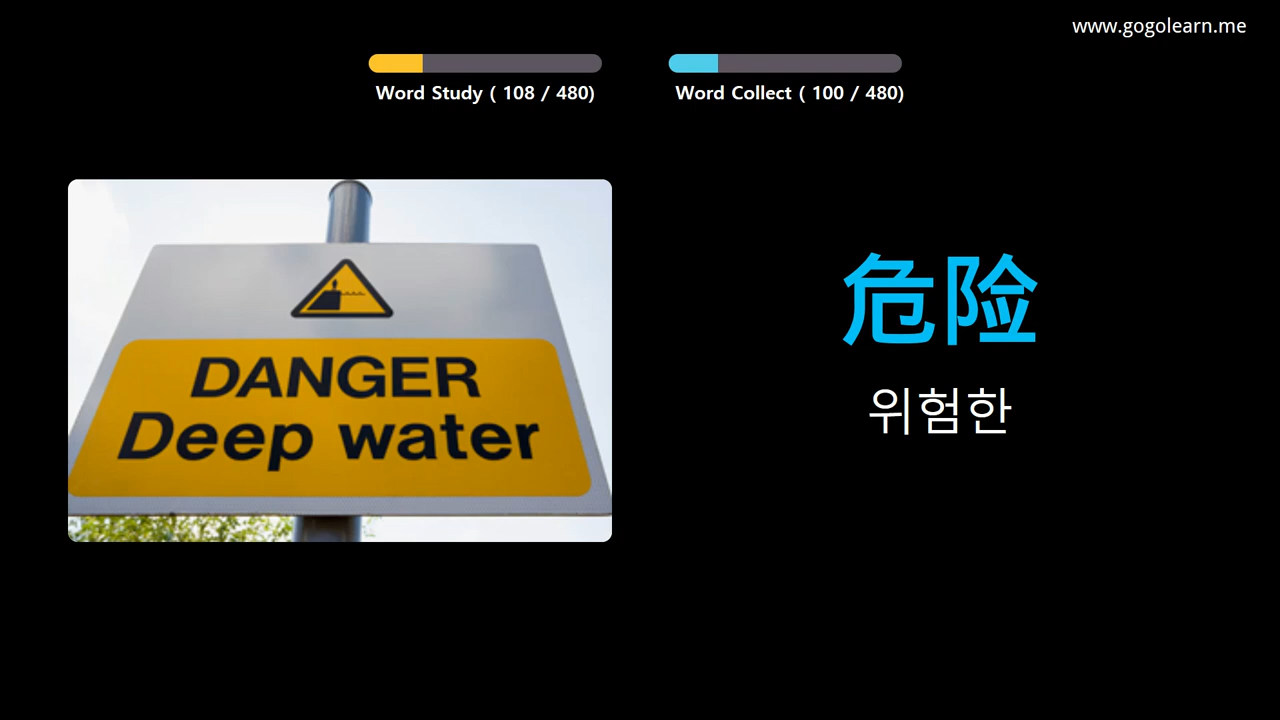 www.gogolearn.me
Word Study ( 108 / 480)
Word Collect ( 100 / 480)
DANGER
Deep water
危险
위험한